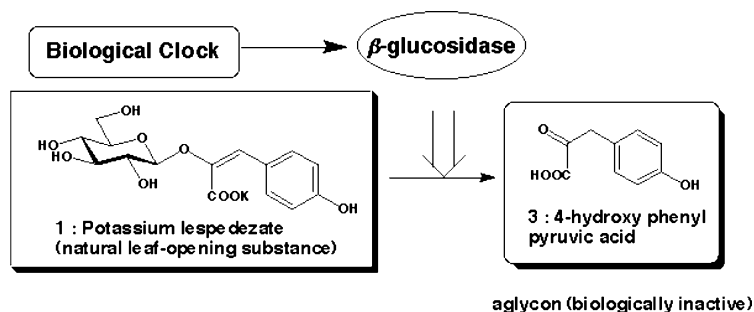 Biological Clock
β-glucosidase
OH
HO
HO
O
O
OH
COOK
OH
1 : Potassium lespedezate
(natural leaf-opening substance)
O
HOOC
OH
3 : 4-hydroxy phenyl
pyruvic acid
aglycon (biologically inactive)